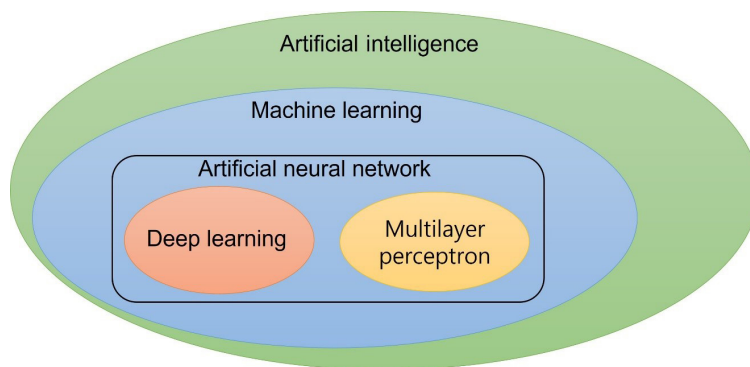 Artificial intelligence
Machine learning
Artificial neural network
Deep learning
Multilayer
perceptron